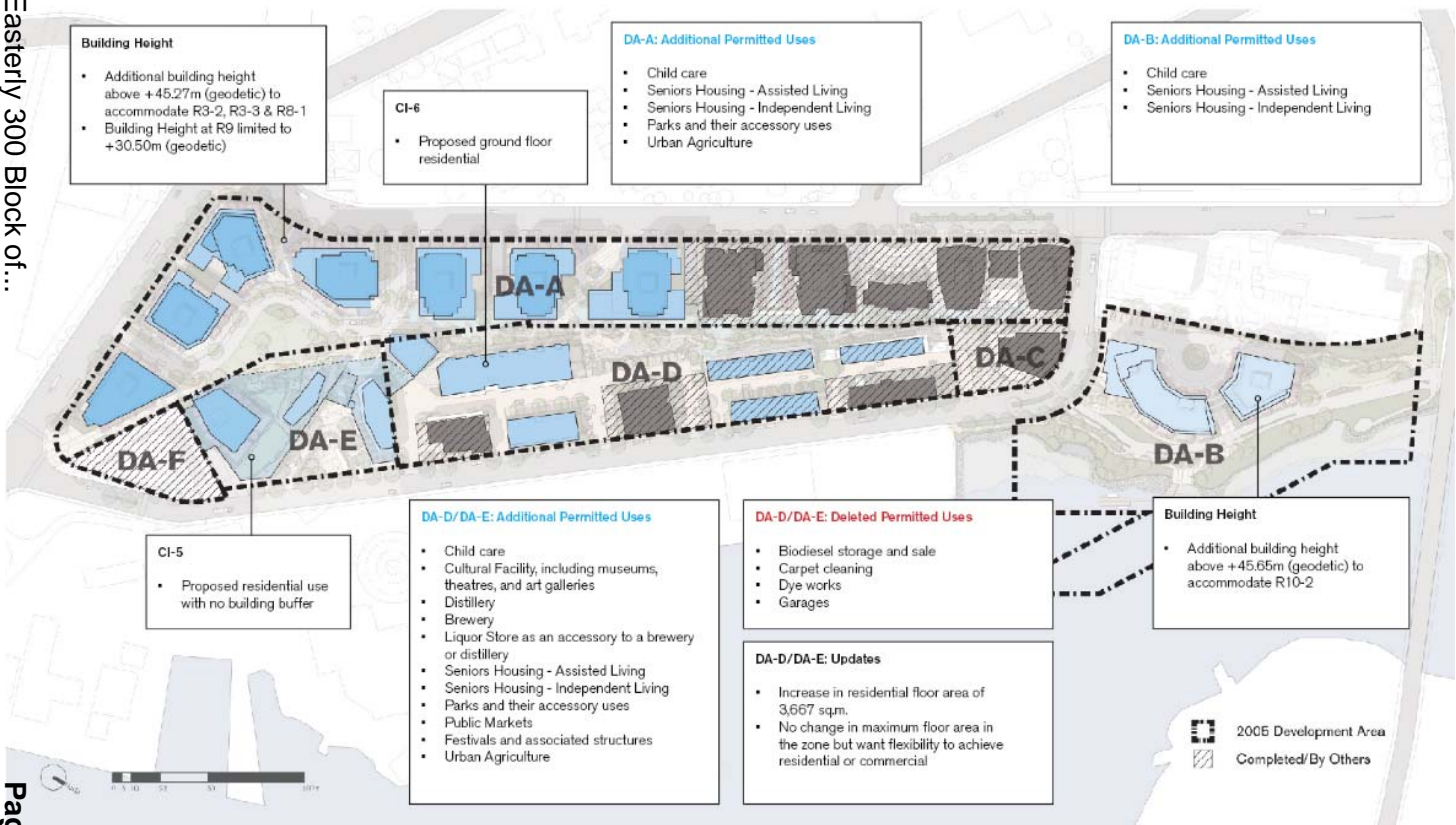 Easterly 300 Block of...
Building Height
▪ Additional building height
above +45.27m (geodetic) to
accommodate R3-2, R3-3 & R8-1
▪ Building Height at R9 limited to
+30.50m (geodetic)
CI-6
▪ Proposed ground floor
residential
DA-A: Additional Permitted Uses
▪ Child care
▪ Seniors Housing - Assisted Living
▪ Seniors Housing - Independent Living
▪ Parks and their accessory uses
▪ Urban Agriculture
DA-B: Additional Permitted Uses
▪ Child care
▪ Seniors Housing - Assisted Living
▪ Seniors Housing - Independent Living
DA-A
DA-D
DA-C
DA-E
DA-F
DA-B
CI-5
▪ Proposed residential use
with no building buffer
DA-D/DA-E: Additional Permitted Uses
▪ Child care
▪ Cultural Facility, including museums,
theatres, and art galleries
▪ Distillery
▪ Brewery
▪ Liquor Store as an accessory to a brewery
or distillery
▪ Seniors Housing - Assisted Living
▪ Seniors Housing - Independent Living
▪ Parks and their accessory uses
▪ Public Markets
▪ Festivals and associated structures
▪ Urban Agriculture
DA-D/DA-E: Deleted Permitted Uses
▪ Biodiesel storage and sale
▪ Carpet cleaning
▪ Dye works
▪ Garages
DA-D/DA-E: Updates
▪ Increase in residential floor area of
3,667 sq.m.
▪ No change in maximum floor area in
the zone but want flexibility to achieve
residential or commercial
Building Height
▪ Additional building height
above +45.65m (geodetic) to
accommodate R10-2
2005 Development Area
Completed/By Others